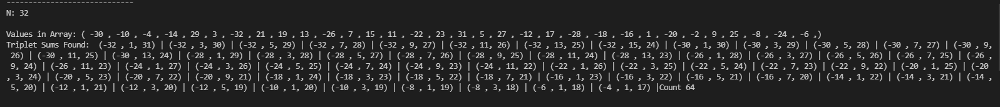 ------------------------------
N: 32
Values in Array: ( -30 , -10 , -4 , -14 , 29 , 3 , -32 , 21 , 19 , 13 , -26 , 7 , 15 , 11 , -22 , 23 , 31 , 5 , 27 , -12 , 17 , -28 , -18 , -16 , 1 , -20 , -2 , 9 , 25 , -8 , -24 , -6 ,)
Triplet Sums Found:  (-32 , 1, 31) | (-32 , 3, 30) | (-32 , 5, 29) | (-32 , 7, 28) | (-32 , 9, 27) | (-32 , 11, 26) | (-32 , 13, 25) | (-32 , 15, 24) | (-30 , 1, 30) | (-30 , 3, 29) | (-30 , 5, 28) | (-30 , 7, 27) | (-30 , 9,
26) | (-30 , 11, 25) | (-30 , 13, 24) | (-28 , 1, 29) | (-28 , 3, 28) | (-28 , 5, 27) | (-28 , 7, 26) | (-28 , 9, 25) | (-28 , 11, 24) | (-28 , 13, 23) | (-26 , 1, 28) | (-26 , 3, 27) | (-26 , 5, 26) | (-26 , 7, 25) | (-26 ,
9, 24) | (-26 , 11, 23) | (-24 , 1, 27) | (-24 , 3, 26) | (-24 , 5, 25) | (-24 , 7, 24) | (-24 , 9, 23) | (-24 , 11, 22) | (-22 , 1, 26) | (-22 , 3, 25) | (-22 , 5, 24) | (-22 , 7, 23) | (-22 , 9, 22) | (-20 , 1, 25) | (-20
, 3, 24) | (-20 , 5, 23) | (-20 , 7, 22) | (-20 , 9, 21) | (-18 , 1, 24) | (-18 , 3, 23) | (-18 , 5, 22) | (-18 , 7, 21) | (-16 , 1, 23) | (-16 , 3, 22) | (-16 , 5, 21) | (-16 , 7, 20) | (-14 , 1, 22) | (-14 , 3, 21) | (-14 ,
5, 20) | (-12 , 1, 21) | (-12 , 3, 20) | (-12 , 5, 19) | (-10 , 1, 20) | (-10 , 3, 19) | (-8 , 1, 19) | (-8 , 3, 18) | (-6 , 1, 18) | (-4 , 1, 17) |Count 64